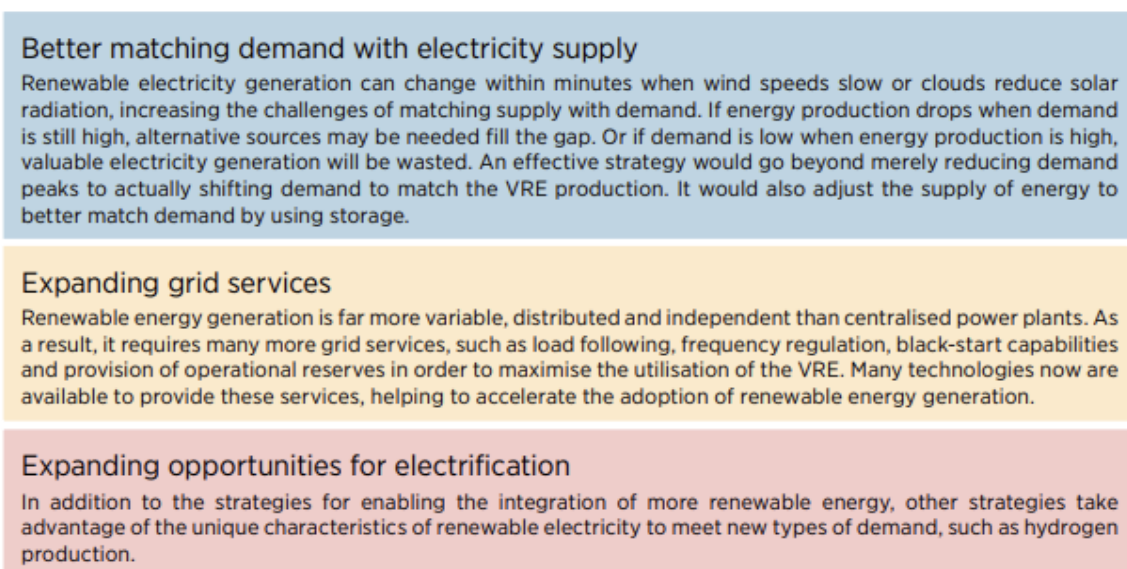 Better matching demand with electricity supply
Renewable electricity generation can change within minutes when wind speeds slow or clouds reduce solar
radiation, increasing the challenges of matching supply with demand. If energy production drops when demand
is still high, alternative sources may be needed fill the gap. Or if demand is low when energy production is high,
valuable electricity generation will be wasted. An effective strategy would go beyond merely reducing demand
peaks to actually shifting demand to match the VRE production. It would also adjust the supply of energy to
better match demand by using storage.
Expanding grid services
Renewable energy generation is far more variable, distributed and independent than centralised power plants. As
a result, it requires many more grid services, such as load following, frequency regulation, black-start capabilities
and provision of operational reserves in order to maximise the utilisation of the VRE. Many technologies now are
available to provide these services, helping to accelerate the adoption of renewable energy generation.
Expanding opportunities for electrification
In addition to the strategies for enabling the integration of more renewable energy, other strategies take
advantage of the unique characteristics of renewable electricity to meet new types of demand, such as hydrogen
production.